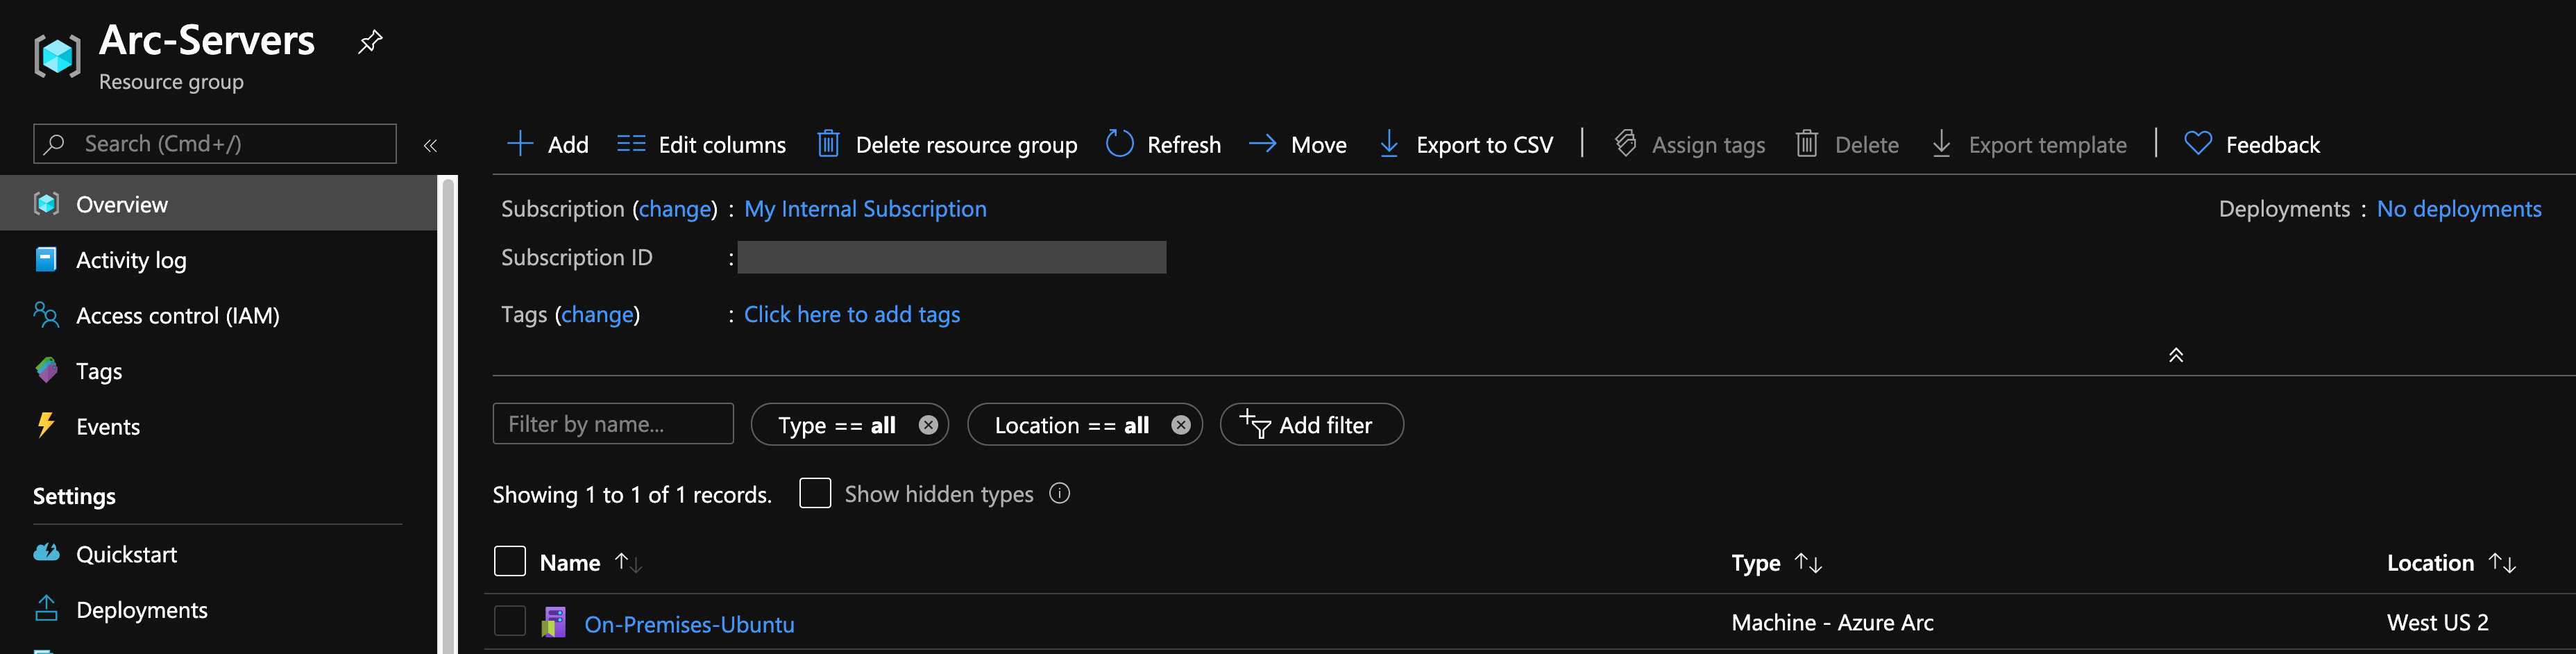 Arc-Servers
Resource group
Search (Cmd+/)
«
Overview
Activity log
Access control (IAM)
Tags
Events
Settings
Quickstart
Deployments
Add
Edit columns
Delete resource group
Refresh
Move
Export to CSV
Assign tags
Delete
Export template
Feedback
Subscription (change) : My Internal Subscription
Deployments : No deployments
Subscription ID :
Tags (change) : Click here to add tags
Filter by name...
Type == all
Location == all
Add filter
Showing 1 to 1 of 1 records.
Show hidden types
Name ↑↓
Type ↑↓
Location ↑↓
On-Premises-Ubuntu
Machine - Azure Arc
West US 2